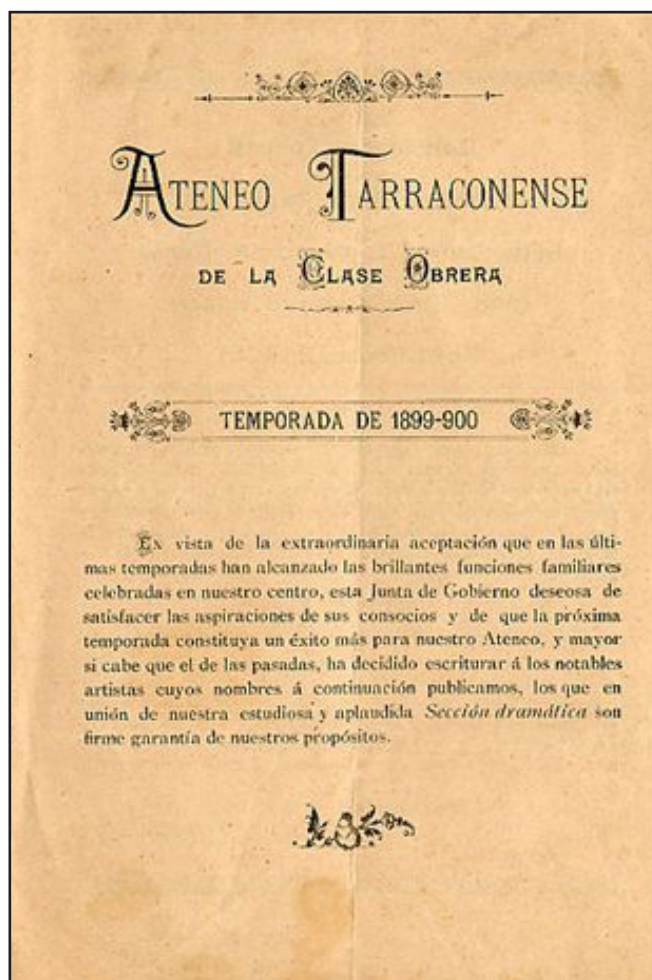 ATENEO TARRACONENSE
DE LA CLASE OBRERA
TEMPORADA DE 1899-900
EN vista de la extraordinaria aceptación que en las últi-
mas temporadas han alcanzado las brillantes funciones familiares
celebradas en nuestro centro, esta Junta de Gobierno deseosa de
satisfacer las aspiraciones de sus consocios y de que la próxima
temporada constituya un éxito más para nuestro Ateneo, y mayor
si cabe que el de las pasadas, ha decidido escriturar á los notables
artistas cuyos nombres á continuación publicamos, los que en
unión de nuestra estudiosa y aplaudida Sección dramática son
firme garantía de nuestros propósitos.